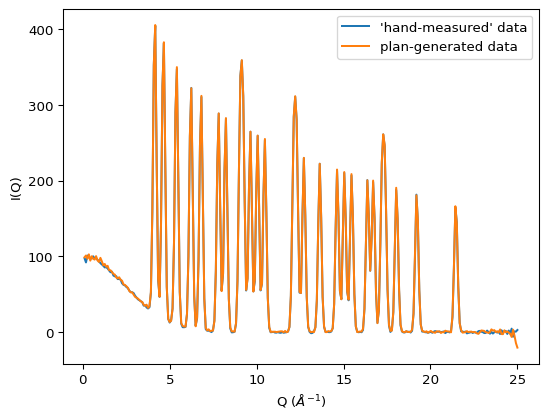 'hand-measured' data
plan-generated data
I(Q)
400
300
200
100
0
0 5 10 15 20 25
Q (Å⁻¹)